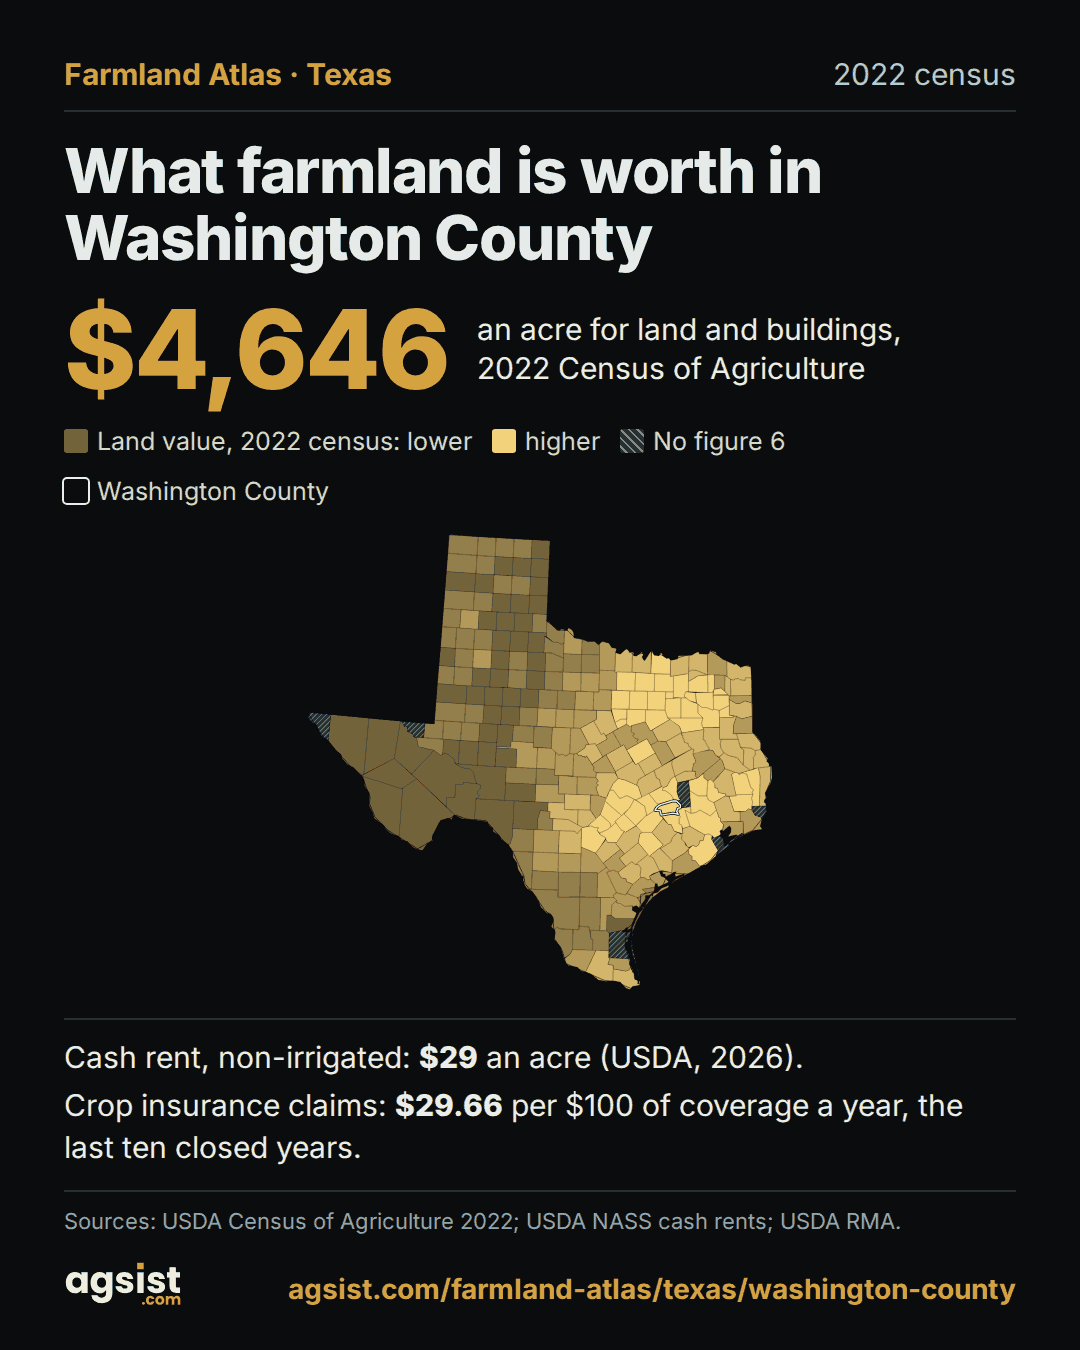 Farmland Atlas · Texas
2022 census
What farmland is worth in
Washington County
$4,646
an acre for land and buildings,
2022 Census of Agriculture
Land value, 2022 census: lower
higher
No figure 6
Washington County
Cash rent, non-irrigated: $29 an acre (USDA, 2026).
Crop insurance claims: $29.66 per $100 of coverage a year, the
last ten closed years.
Sources: USDA Census of Agriculture 2022; USDA NASS cash rents; USDA RMA.
agsist
.com
agsist.com/farmland-atlas/texas/washington-county